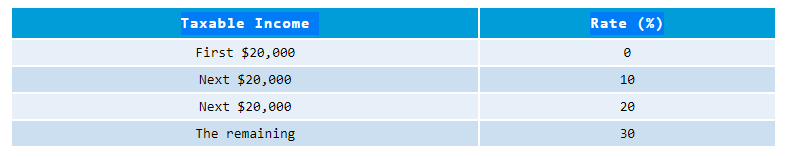 Taxable Income Rate (%)
First $20,000 0
Next $20,000 10
Next $20,000 20
The remaining 30